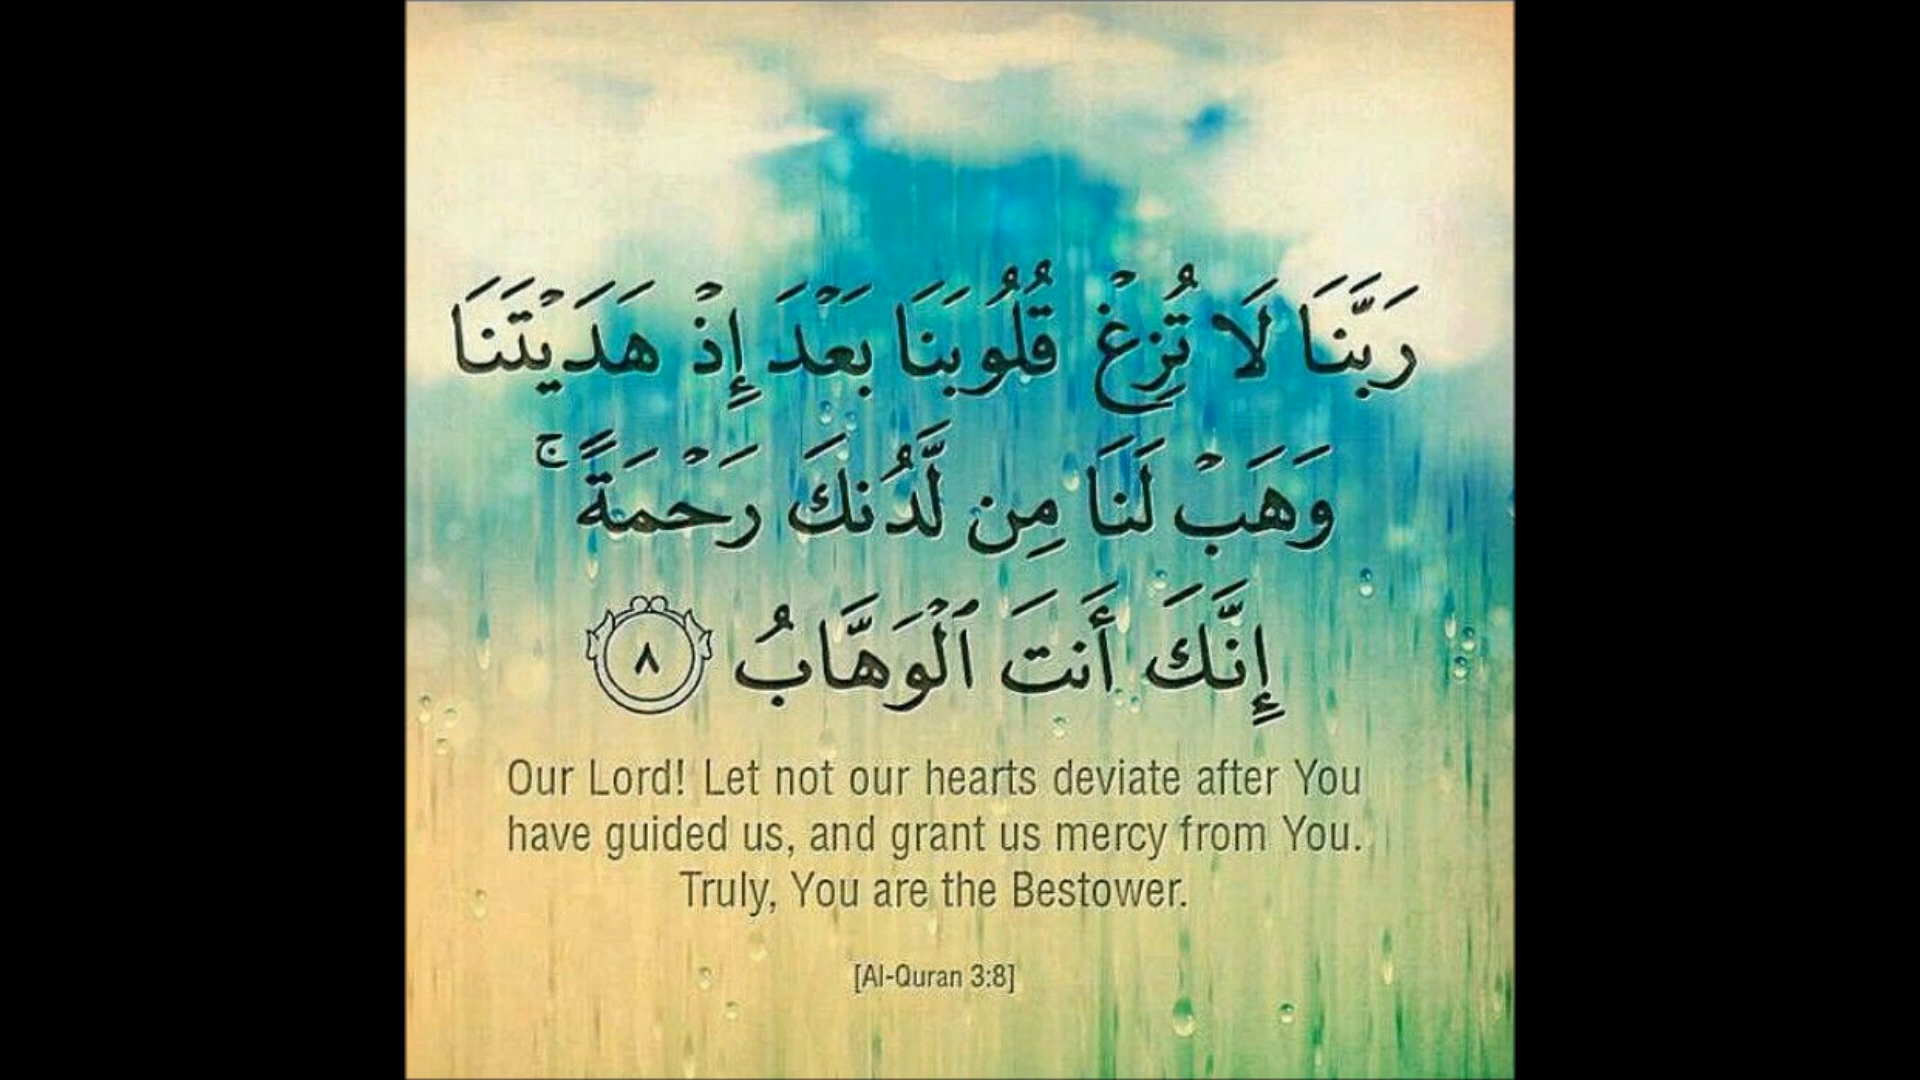 رَبَّنَا لَا تُزِغْ قُلُوبَنَا بَعْدَ إِذْ هَدَيْتَنَا
وَهَبْ لَنَا مِن لَّدُنكَ رَحْمَةً ۚ
إِنَّكَ أَنتَ ٱلْوَهَّابُ ٨
Our Lord! Let not our hearts deviate after You
have guided us, and grant us mercy from You.
Truly, You are the Bestower.
[Al-Quran 3:8]